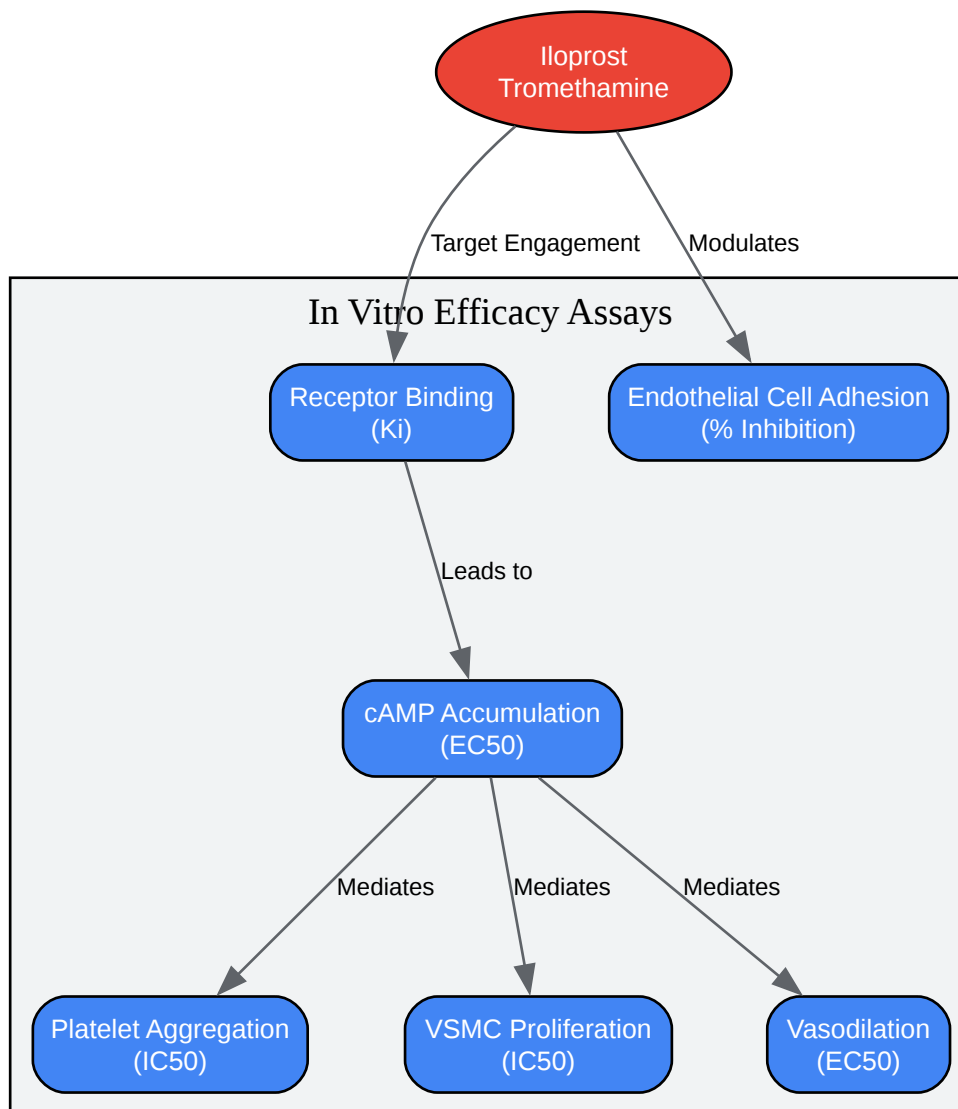 Iloprost
Tromethamine
Target Engagement
Modulates
In Vitro Efficacy Assays
Receptor Binding
(Ki)
Endothelial Cell Adhesion
(% Inhibition)
Leads to
cAMP Accumulation
(EC50)
Mediates
Mediates
Mediates
Platelet Aggregation
(IC50)
VSMC Proliferation
(IC50)
Vasodilation
(EC50)